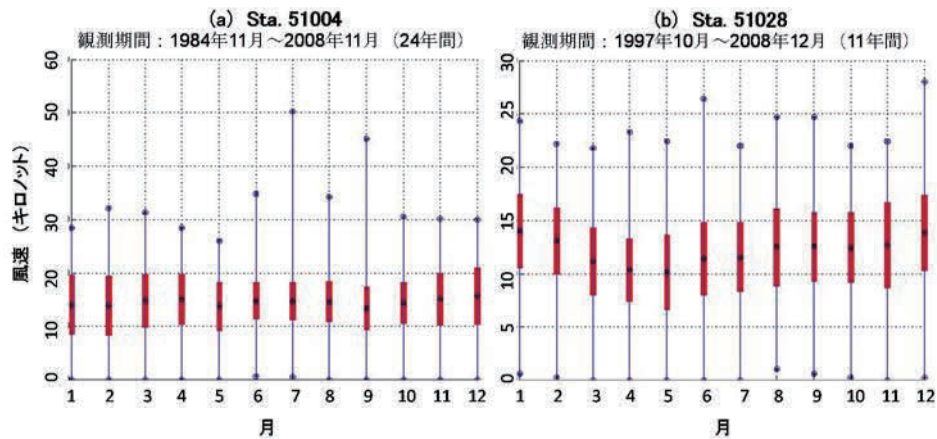 (a) Sta. 51004
観測期間：1984年11月～2008年11月（24年間）
60
50
40
30
20
10
0
風速（キロノット）
1 2 3 4 5 6 7 8 9 10 11 12
月
(b) Sta. 51028
観測期間：1997年10月～2008年12月（11年間）
30
25
20
15
10
5
0
1 2 3 4 5 6 7 8 9 10 11 12
月